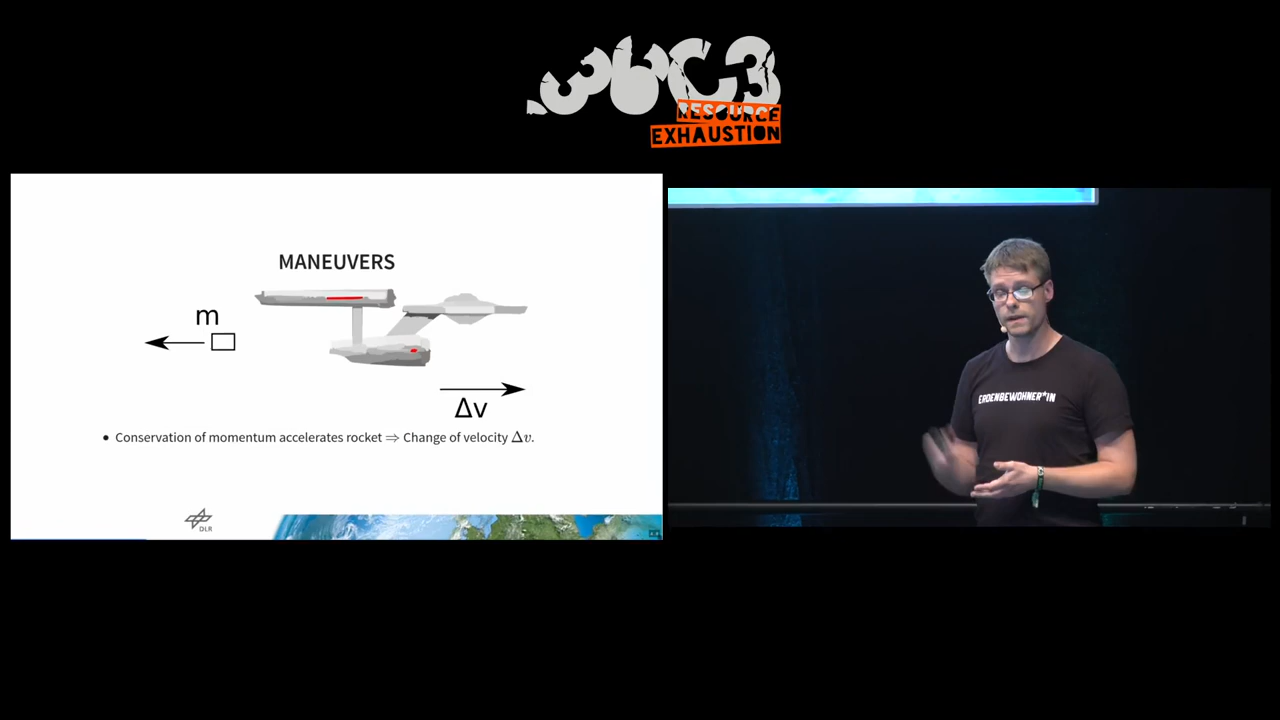 36C3
RESOURCE
EXHAUSTION
MANEUVERS
m
Δv
• Conservation of momentum accelerates rocket ⇒ Change of velocity Δv.
DLR
ERDENBEWOHNER*IN